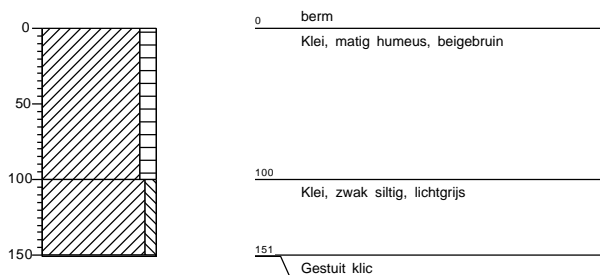 0
50
100
150
0 berm
Klei, matig humeus, beigebruin
100
Klei, zwak siltig, lichtgrijs
151
Gestuit klic